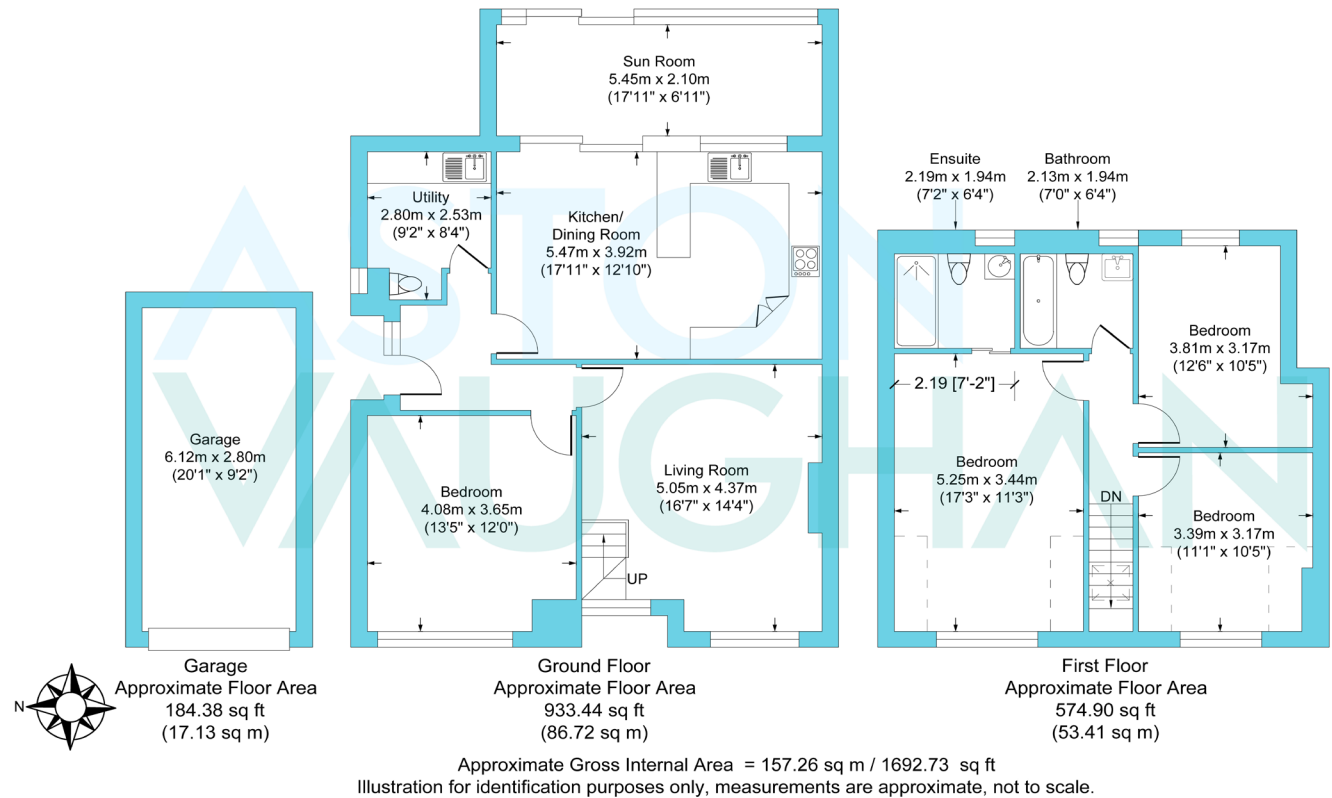 Sun Room
5.45m x 2.10m
(17'11" x 6'11")
Utility
2.80m x 2.53m
(9'2" x 8'4")
Kitchen/
Dining Room
5.47m x 3.92m
(17'11" x 12'10")
Ensuite
2.19m x 1.94m
(7'2" x 6'4")
Bathroom
2.13m x 1.94m
(7'0" x 6'4")
Bedroom
3.81m x 3.17m
(12'6" x 10'5")
2.19 [7'-2"]
Garage
6.12m x 2.80m
(20'1" x 9'2")
Bedroom
4.08m x 3.65m
(13'5" x 12'0")
Living Room
5.05m x 4.37m
(16'7" x 14'4")
UP
Bedroom
5.25m x 3.44m
(17'3" x 11'3")
DN
Bedroom
3.39m x 3.17m
(11'1" x 10'5")
ASTON
VAUGHAN
N
Garage
Approximate Floor Area
184.38 sq ft
(17.13 sq m)
Ground Floor
Approximate Floor Area
933.44 sq ft
(86.72 sq m)
First Floor
Approximate Floor Area
574.90 sq ft
(53.41 sq m)
Approximate Gross Internal Area = 157.26 sq m / 1692.73 sq ft
Illustration for identification purposes only, measurements are approximate, not to scale.